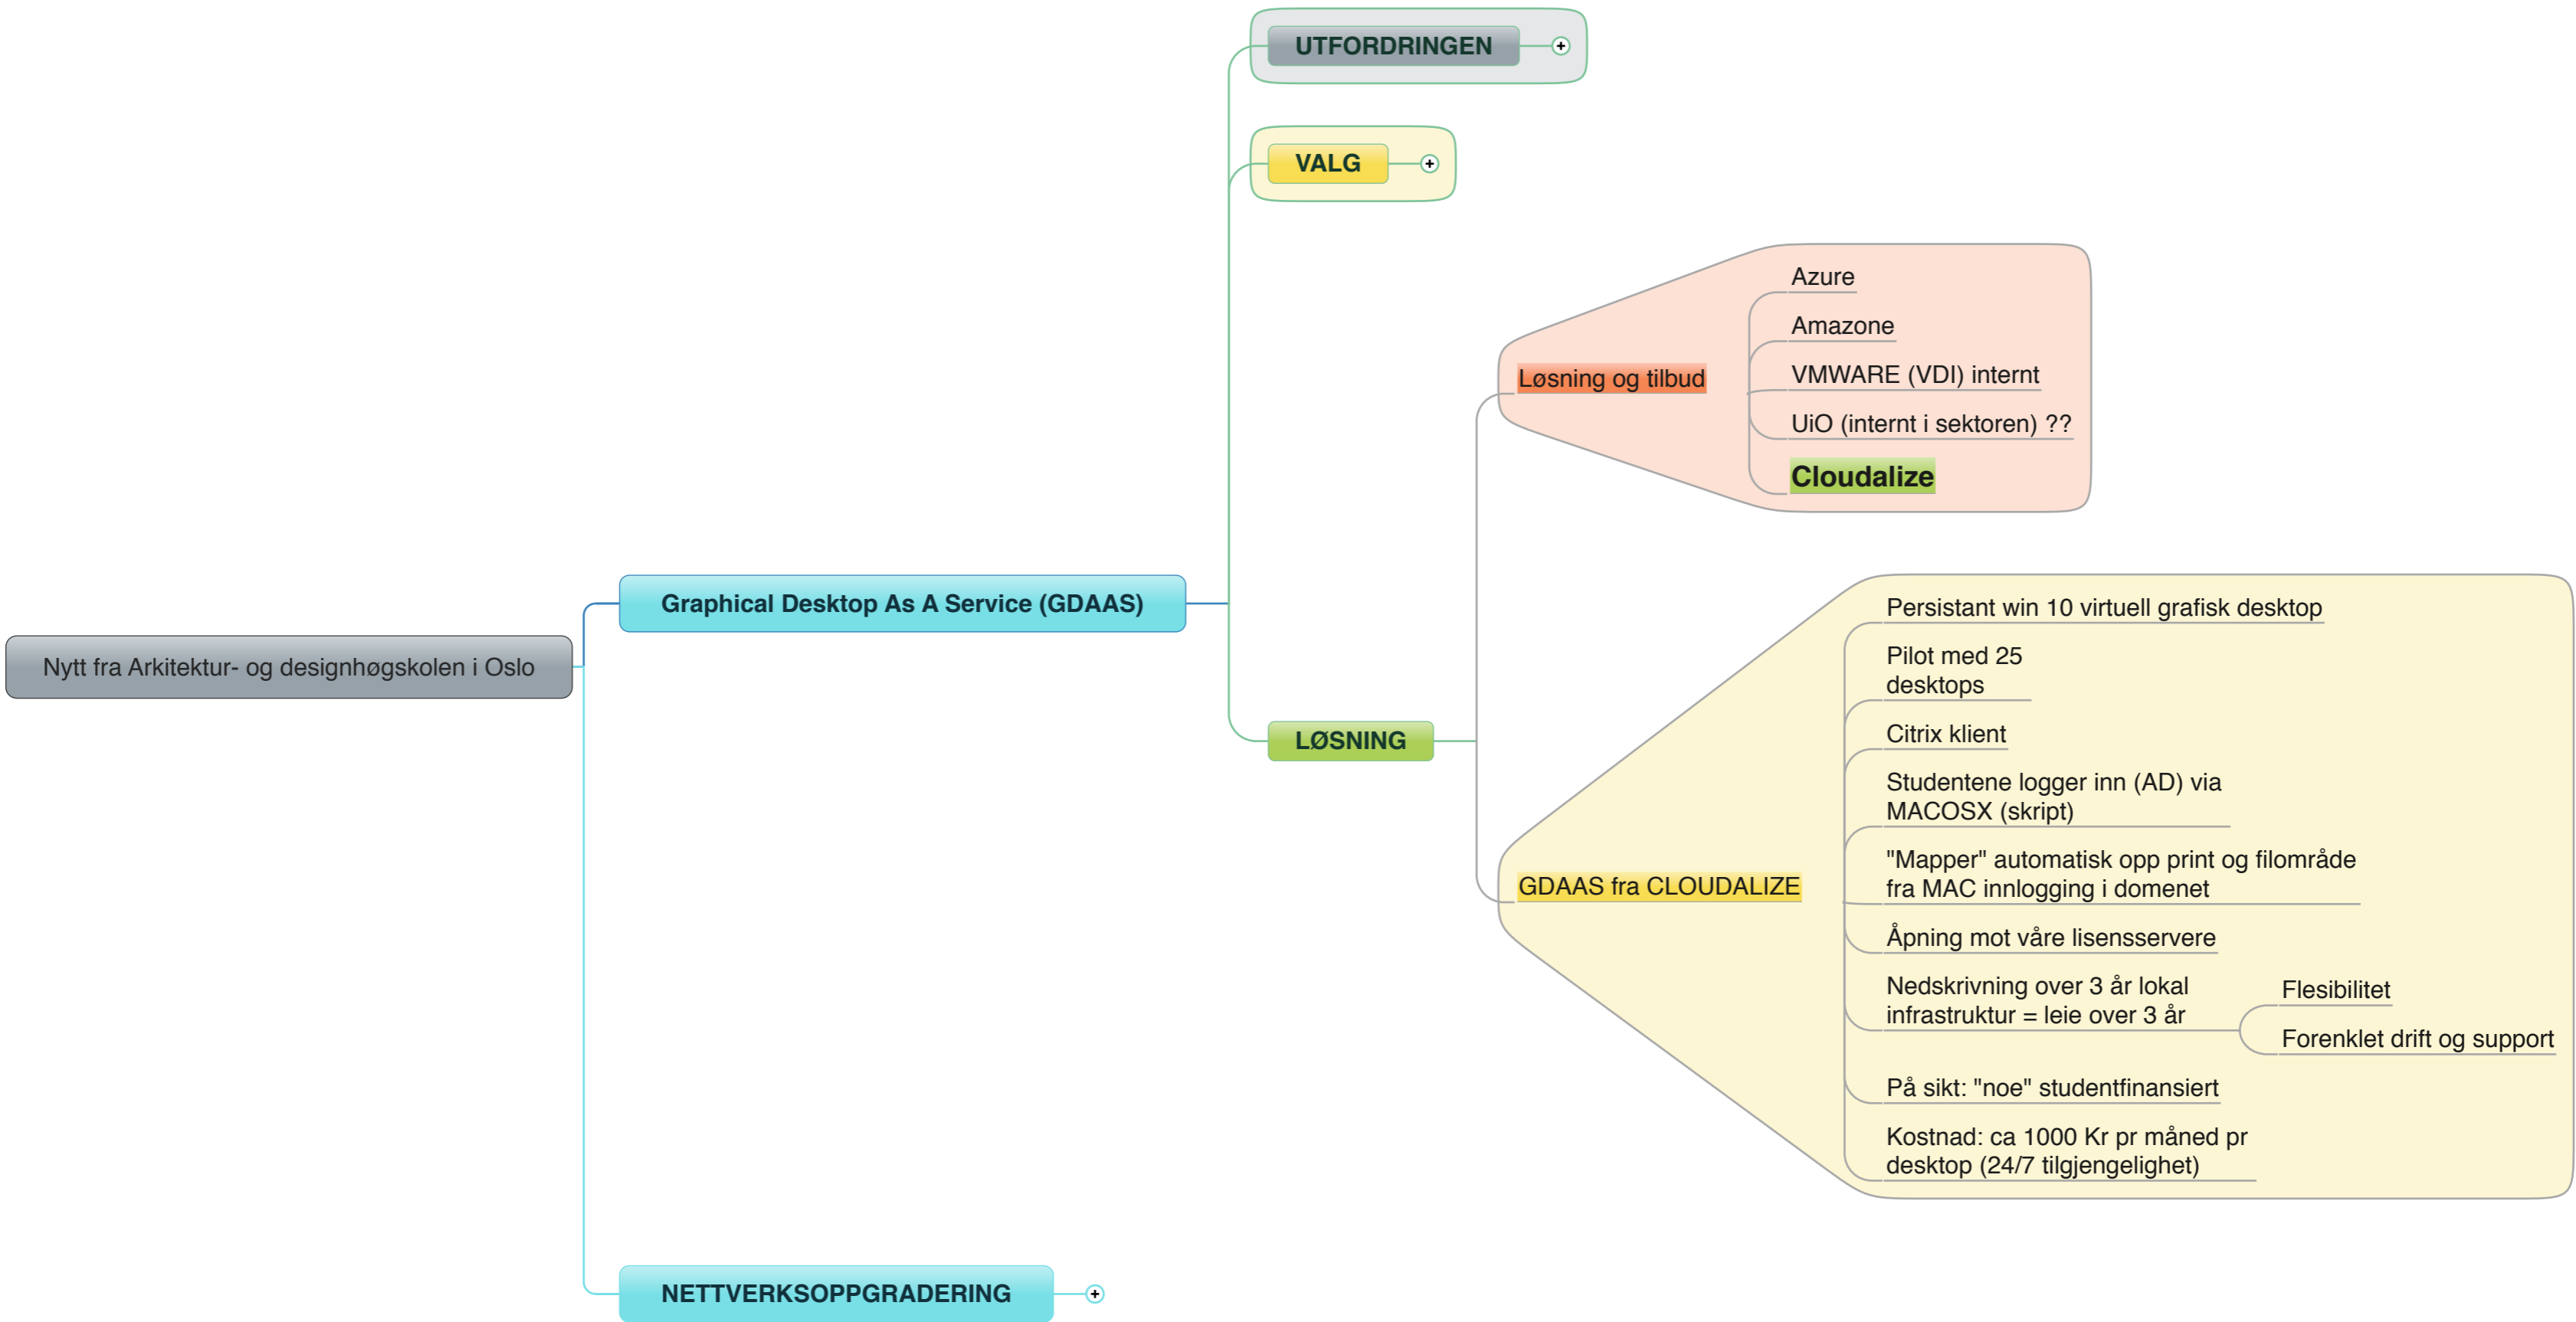 Nytt fra Arkitektur- og designhøgskolen i Oslo
Graphical Desktop As A Service (GDAAS)
UTFORDRINGEN
VALG
LØSNING
Løsning og tilbud
Azure
Amazone
VMWARE (VDI) internt
UiO (internt i sektoren) ??
Cloudalize
GDAAS fra CLOUDALIZE
Persistant win 10 virtuell grafisk desktop
Pilot med 25
desktops
Citrix klient
Studentene logger inn (AD) via
MACOSX (skript)
"Mapper" automatisk opp print og filområde
fra MAC innlogging i domenet
Åpning mot våre lisensservere
Nedskrivning over 3 år lokal
infrastruktur = leie over 3 år
Flesibilitet
Forenklet drift og support
På sikt: "noe" studentfinansiert
Kostnad: ca 1000 Kr pr måned pr
desktop (24/7 tilgjengelighet)
NETTVERKSOPPGRADERING